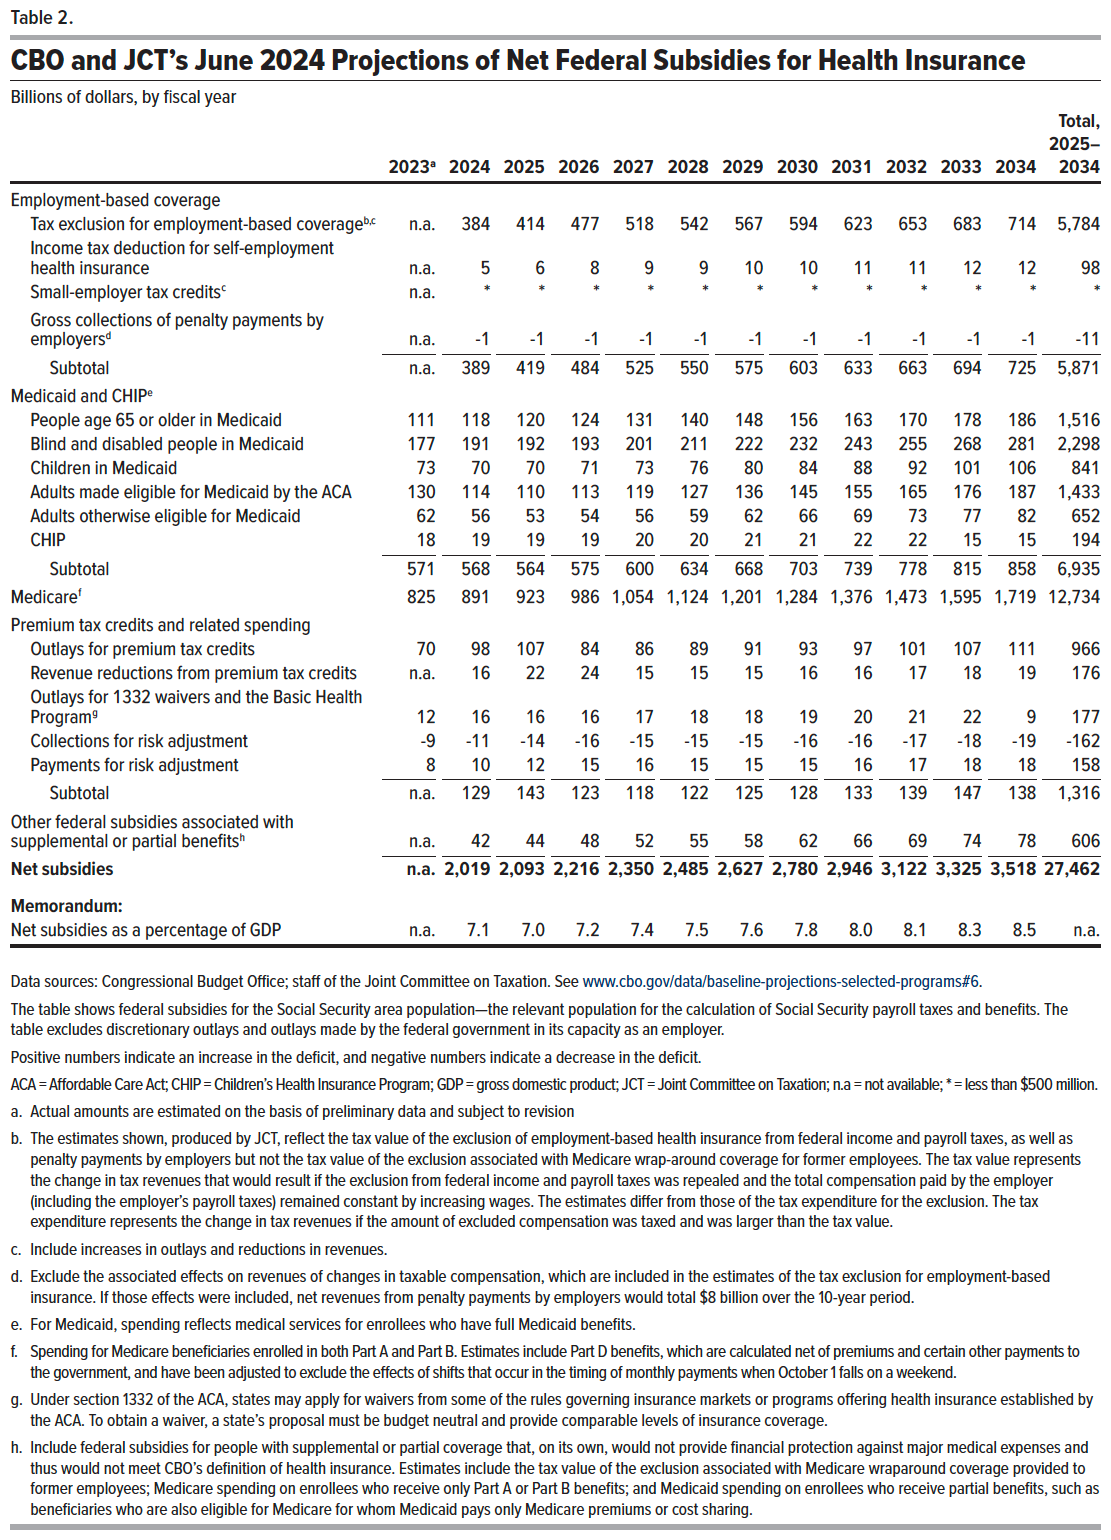 Table 2.
CBO and JCT’s June 2024 Projections of Net Federal Subsidies for Health Insurance
Billions of dollars, by fiscal year
Total,
2025–
2023ᵃ 2024 2025 2026 2027 2028 2029 2030 2031 2032 2033 2034 2034
Employment-based coverage
Tax exclusion for employment-based coverageᵇ,ᶜ n.a. 384 414 477 518 542 567 594 623 653 683 714 5,784
Income tax deduction for self-employment
health insurance n.a. 5 6 8 9 9 10 10 11 11 12 12 98
Small-employer tax creditsᶜ n.a. * * * * * * * * * * * *
Gross collections of penalty payments by
employersᵈ n.a. -1 -1 -1 -1 -1 -1 -1 -1 -1 -1 -1 -11
Subtotal n.a. 389 419 484 525 550 575 603 633 663 694 725 5,871
Medicaid and CHIPᵉ
People age 65 or older in Medicaid 111 118 120 124 131 140 148 156 163 170 178 186 1,516
Blind and disabled people in Medicaid 177 191 192 193 201 211 222 232 243 255 268 281 2,298
Children in Medicaid 73 70 70 71 73 76 80 84 88 92 101 106 841
Adults made eligible for Medicaid by the ACA 130 114 110 113 119 127 136 145 155 165 176 187 1,433
Adults otherwise eligible for Medicaid 62 56 53 54 56 59 62 66 69 73 77 82 652
CHIP 18 19 19 19 20 20 21 21 22 22 15 15 194
Subtotal 571 568 564 575 600 634 668 703 739 778 815 858 6,935
Medicareᶠ 825 891 923 986 1,054 1,124 1,201 1,284 1,376 1,473 1,595 1,719 12,734
Premium tax credits and related spending
Outlays for premium tax credits 70 98 107 84 86 89 91 93 97 101 107 111 966
Revenue reductions from premium tax credits n.a. 16 22 24 15 15 15 16 16 17 18 19 176
Outlays for 1332 waivers and the Basic Health
Programᵍ 12 16 16 16 17 18 18 19 20 21 22 9 177
Collections for risk adjustment -9 -11 -14 -16 -15 -15 -15 -16 -16 -17 -18 -19 -162
Payments for risk adjustment 8 10 12 15 16 15 15 15 16 17 18 18 158
Subtotal n.a. 129 143 123 118 122 125 128 133 139 147 138 1,316
Other federal subsidies associated with
supplemental or partial benefitsʰ n.a. 42 44 48 52 55 58 62 66 69 74 78 606
Net subsidies n.a. 2,019 2,093 2,216 2,350 2,485 2,627 2,780 2,946 3,122 3,325 3,518 27,462
Memorandum:
Net subsidies as a percentage of GDP n.a. 7.1 7.0 7.2 7.4 7.5 7.6 7.8 8.0 8.1 8.3 8.5 n.a.
Data sources: Congressional Budget Office; staff of the Joint Committee on Taxation. See www.cbo.gov/data/baseline-projections-selected-programs#6.
The table shows federal subsidies for the Social Security area population—the relevant population for the calculation of Social Security payroll taxes and benefits. The
table excludes discretionary outlays and outlays made by the federal government in its capacity as an employer.
Positive numbers indicate an increase in the deficit, and negative numbers indicate a decrease in the deficit.
ACA = Affordable Care Act; CHIP = Children’s Health Insurance Program; GDP = gross domestic product; JCT = Joint Committee on Taxation; n.a = not available; * = less than $500 million.
a. Actual amounts are estimated on the basis of preliminary data and subject to revision
b. The estimates shown, produced by JCT, reflect the tax value of the exclusion of employment-based health insurance from federal income and payroll taxes, as well as
penalty payments by employers but not the tax value of the exclusion associated with Medicare wrap-around coverage for former employees. The tax value represents
the change in tax revenues that would result if the exclusion from federal income and payroll taxes was repealed and the total compensation paid by the employer
(including the employer’s payroll taxes) remained constant by increasing wages. The estimates differ from those of the tax expenditure for the exclusion. The tax
expenditure represents the change in tax revenues if the amount of excluded compensation was taxed and was larger than the tax value.
c. Include increases in outlays and reductions in revenues.
d. Exclude the associated effects on revenues of changes in taxable compensation, which are included in the estimates of the tax exclusion for employment-based
insurance. If those effects were included, net revenues from penalty payments by employers would total $8 billion over the 10-year period.
e. For Medicaid, spending reflects medical services for enrollees who have full Medicaid benefits.
f. Spending for Medicare beneficiaries enrolled in both Part A and Part B. Estimates include Part D benefits, which are calculated net of premiums and certain other payments to
the government, and have been adjusted to exclude the effects of shifts that occur in the timing of monthly payments when October 1 falls on a weekend.
g. Under section 1332 of the ACA, states may apply for waivers from some of the rules governing insurance markets or programs offering health insurance established by
the ACA. To obtain a waiver, a state’s proposal must be budget neutral and provide comparable levels of insurance coverage.
h. Include federal subsidies for people with supplemental or partial coverage that, on its own, would not provide financial protection against major medical expenses and
thus would not meet CBO’s definition of health insurance. Estimates include the tax value of the exclusion associated with Medicare wraparound coverage provided to
former employees; Medicare spending on enrollees who receive only Part A or Part B benefits; and Medicaid spending on enrollees who receive partial benefits, such as
beneficiaries who are also eligible for Medicare for whom Medicaid pays only Medicare premiums or cost sharing.